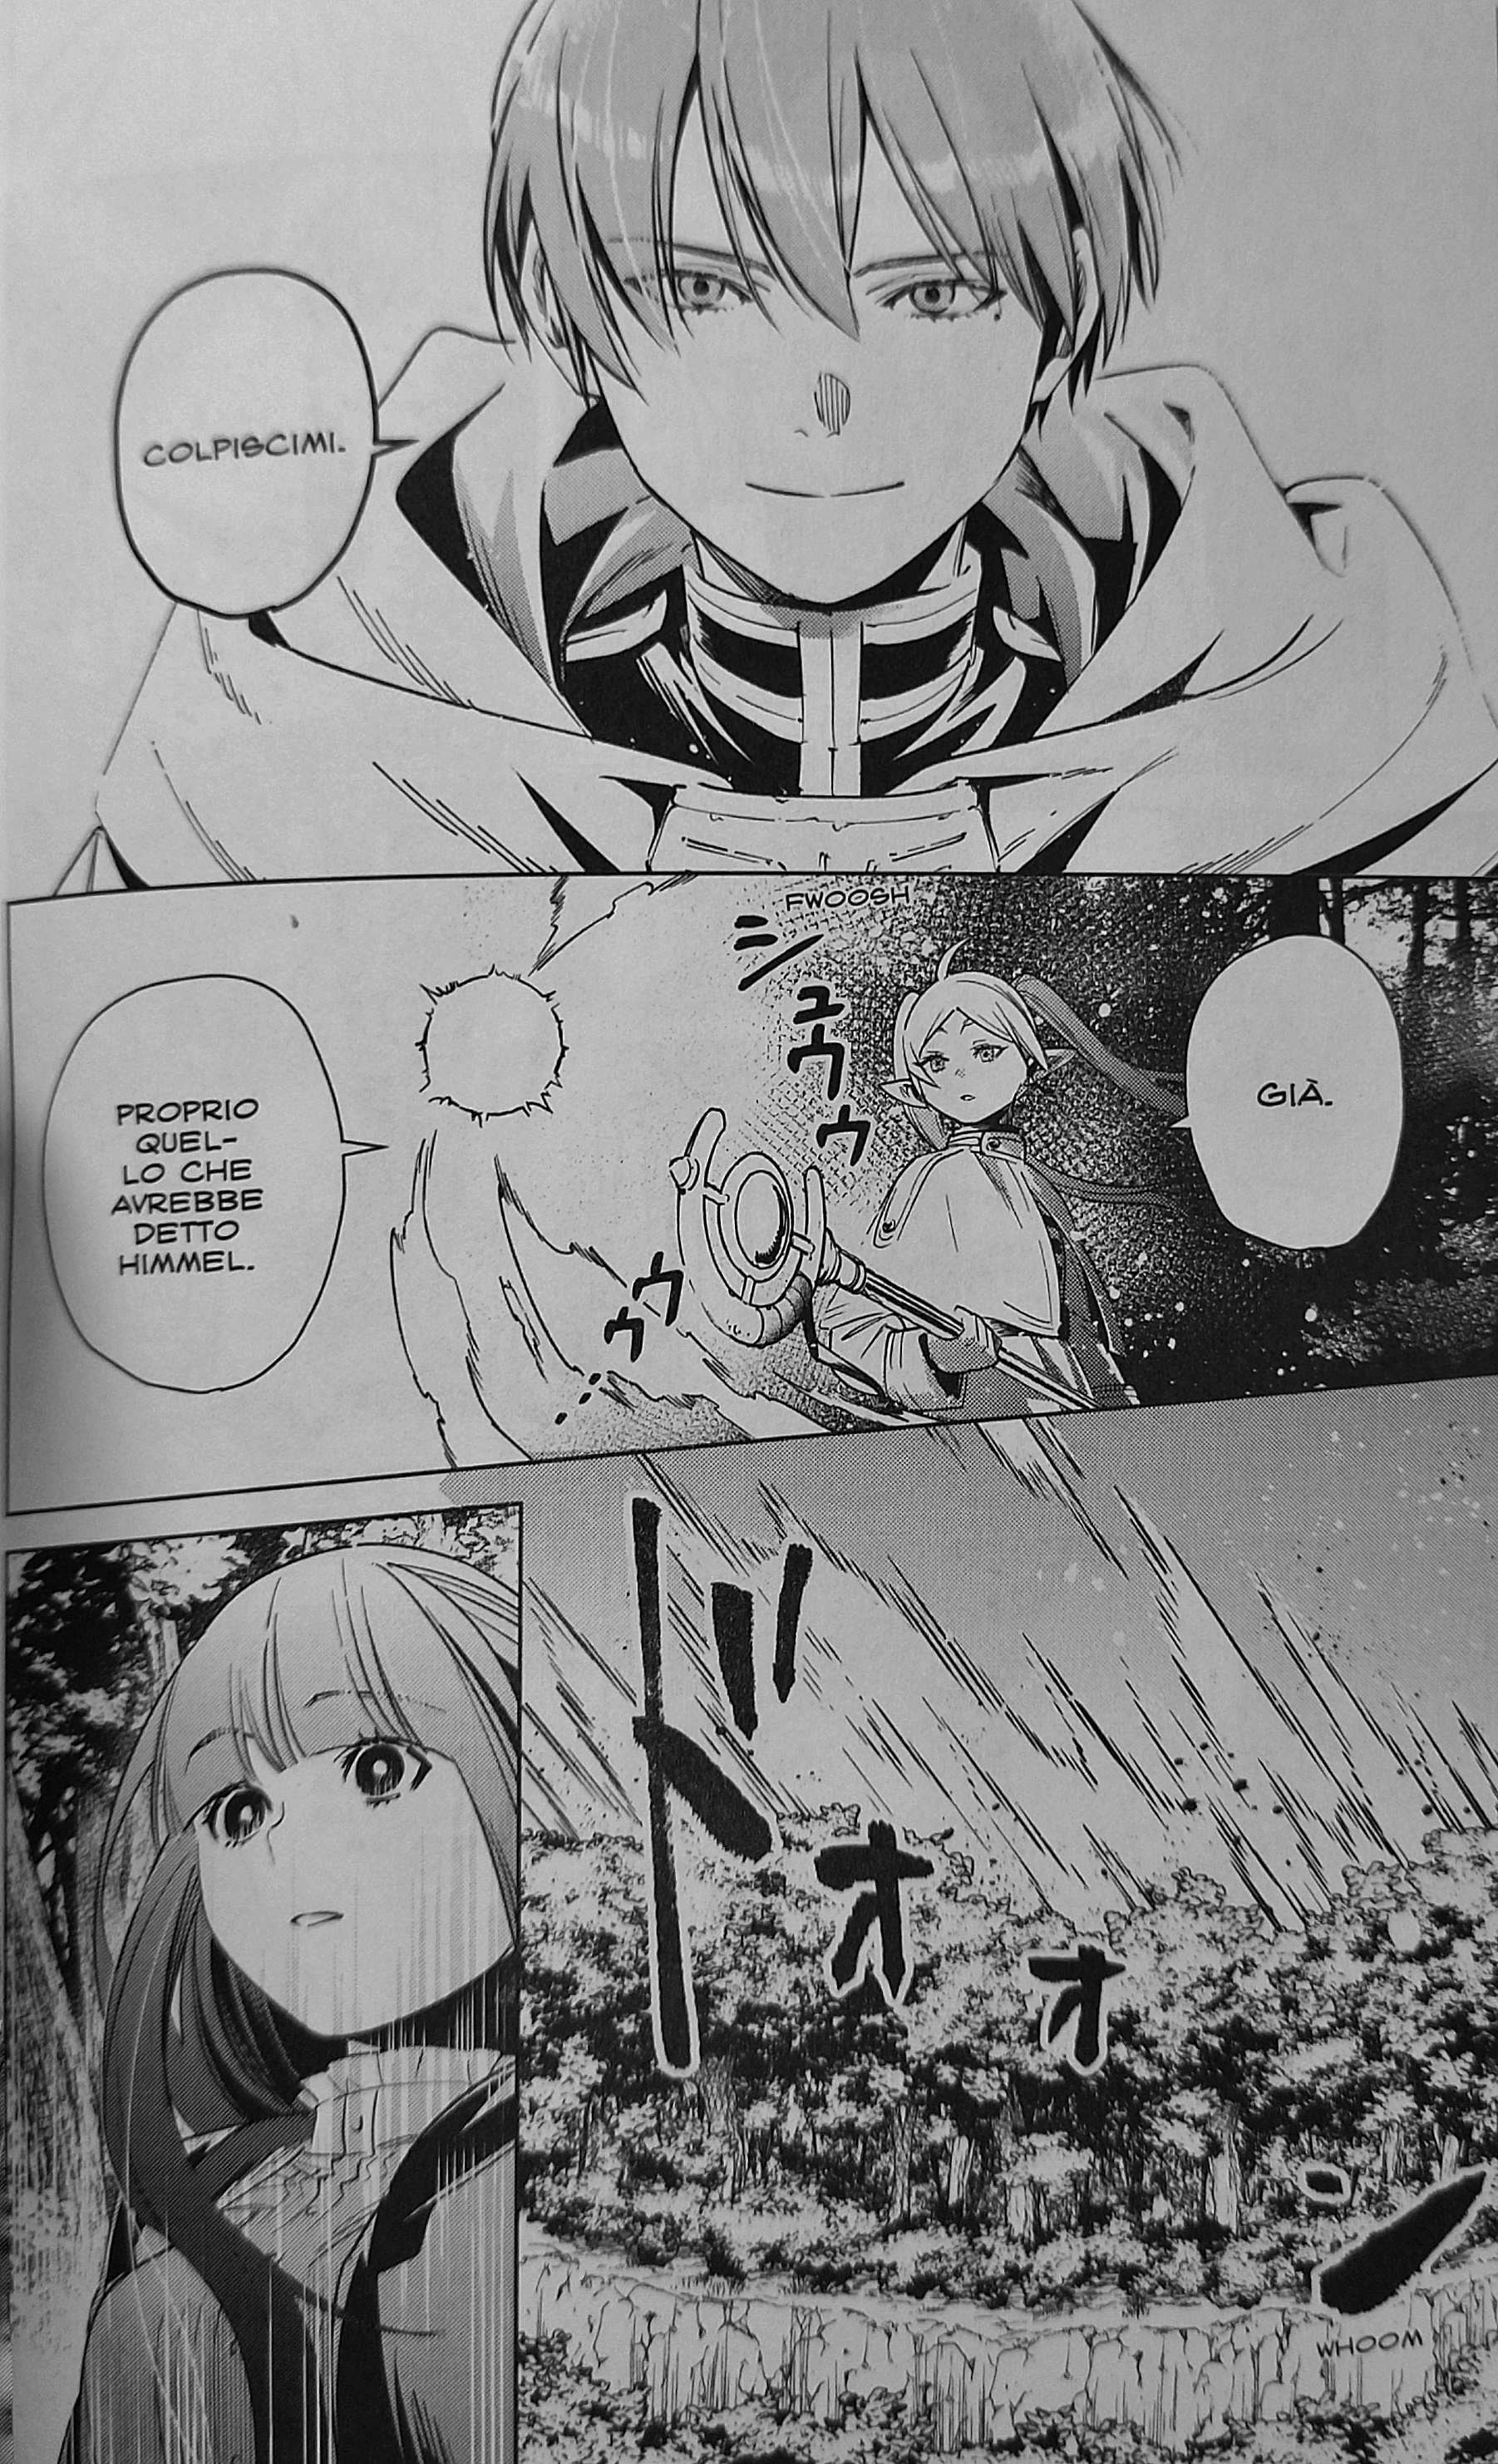 COLPISCIMI.
FWOOSH
シュウウウウ...
GIÀ.
PROPRIO
QUEL-
LO CHE
AVREBBE
DETTO
HIMMEL.
ドオオン
WHOOM